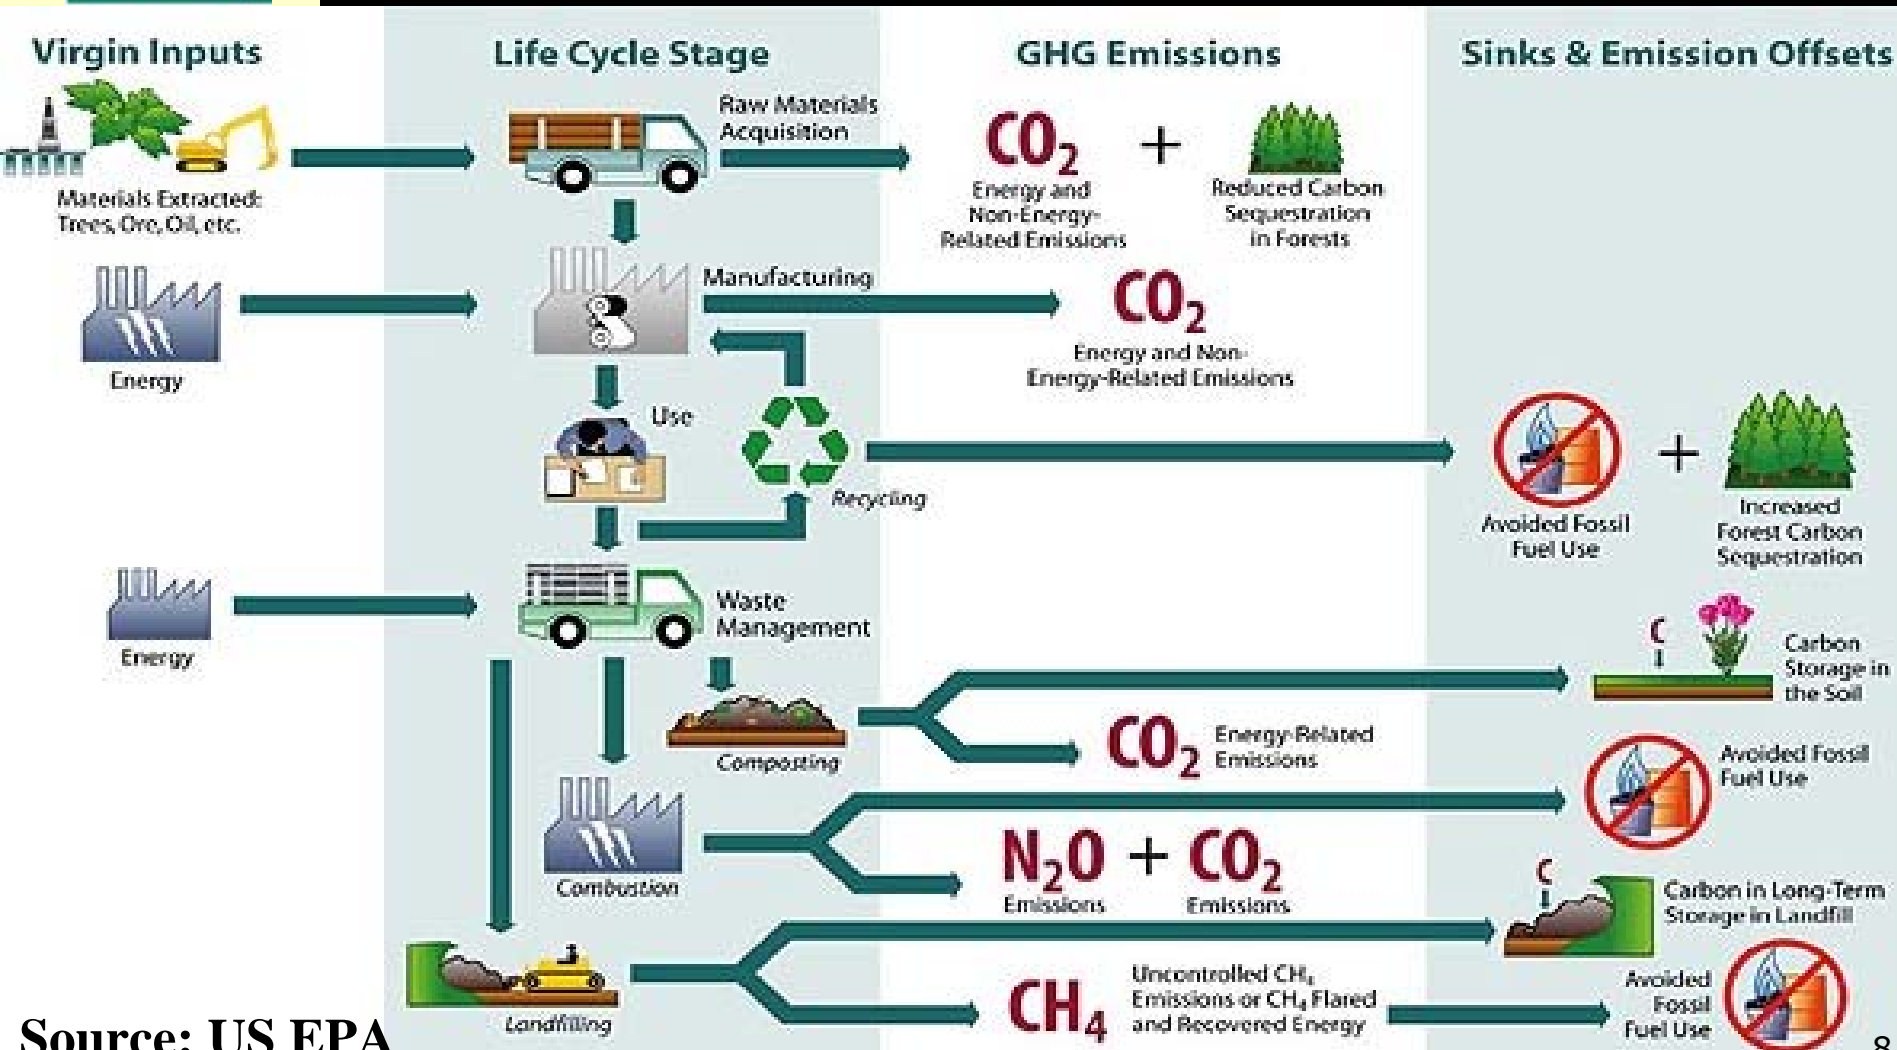 Virgin Inputs
Life Cycle Stage
GHG Emissions
Sinks & Emission Offsets
Materials Extracted:
Trees, Ore, Oil, etc.
Raw Materials
Acquisition
CO2
Energy and
Non-Energy-
Related Emissions
+
Reduced Carbon
Sequestration
in Forests
Energy
Manufacturing
CO2
Energy and Non-
Energy-Related Emissions
Use
Recycling
+
Avoided Fossil
Fuel Use
Increased
Forest Carbon
Sequestration
Energy
Waste
Management
C
Carbon
Storage in
the Soil
Composting
CO2
Energy-Related
Emissions
Avoided Fossil
Fuel Use
Combustion
N2O + CO2
Emissions
Emissions
C
Carbon in Long-Term
Storage in Landfill
Landfilling
CH4
Uncontrolled CH4
Emissions or CH4 Flared
and Recovered Energy
Avoided
Fossil
Fuel Use
Source: US EPA
8